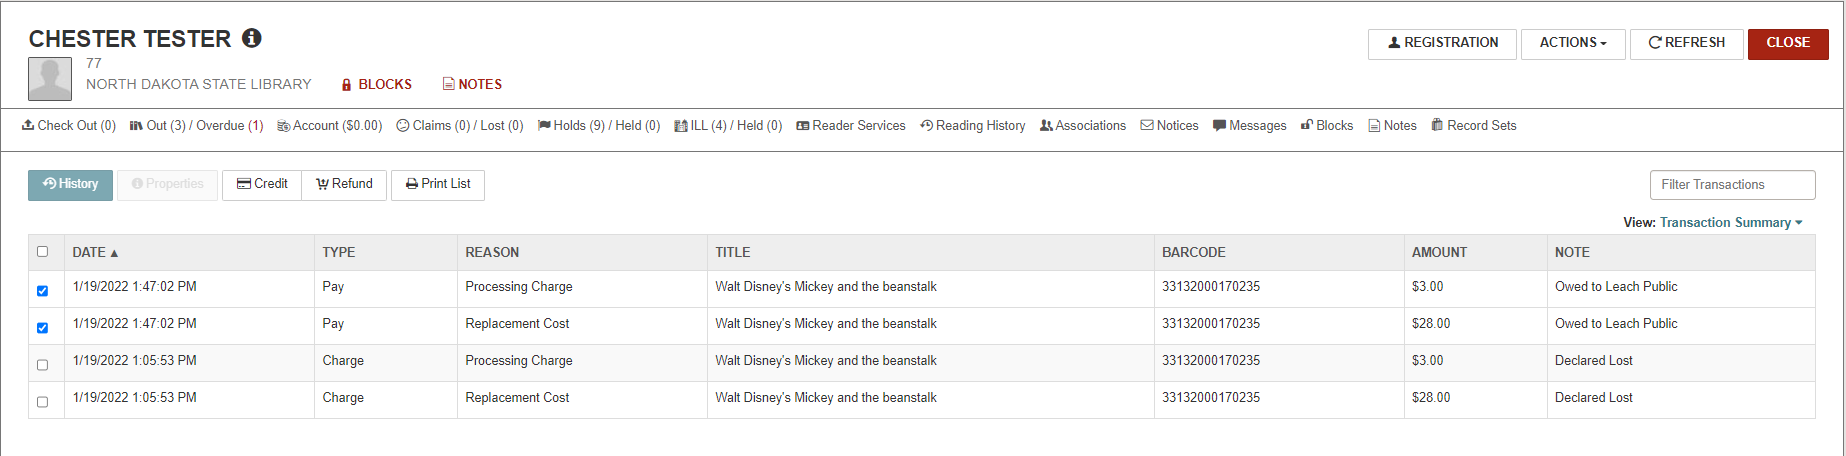 CHESTER TESTER
REGISTRATION ACTIONS REFRESH CLOSE
77
NORTH DAKOTA STATE LIBRARY BLOCKS NOTES
Check Out (0) Out (3) / Overdue (1) Account ($0.00) Claims (0) / Lost (0) Holds (9) / Held (0) ILL (4) / Held (0) Reader Services Reading History Associations Notices Messages Blocks Notes Record Sets
History Properties Credit Refund Print List Filter Transactions
View: Transaction Summary
DATE TYPE REASON TITLE BARCODE AMOUNT NOTE
1/19/2022 1:47:02 PM Pay Processing Charge Walt Disney's Mickey and the beanstalk 33132000170235 $3.00 Owed to Leach Public
1/19/2022 1:47:02 PM Pay Replacement Cost Walt Disney's Mickey and the beanstalk 33132000170235 $28.00 Owed to Leach Public
1/19/2022 1:05:53 PM Charge Processing Charge Walt Disney's Mickey and the beanstalk 33132000170235 $3.00 Declared Lost
1/19/2022 1:05:53 PM Charge Replacement Cost Walt Disney's Mickey and the beanstalk 33132000170235 $28.00 Declared Lost